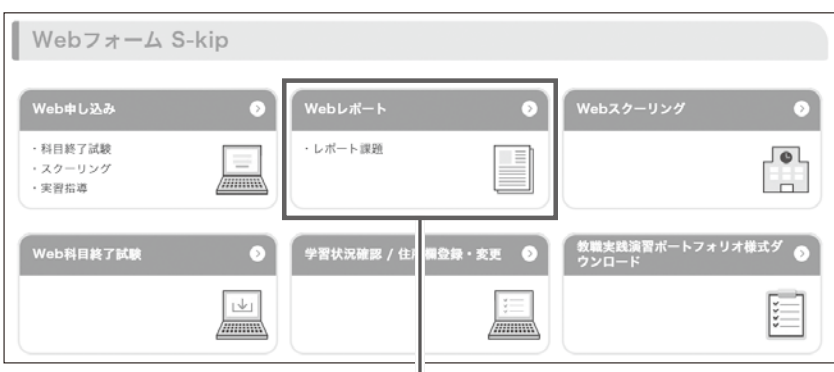 Webフォーム S-kip
Web申し込み
・科目終了試験
・スクーリング
・実習指導
Webレポート
・レポート課題
Webスクーリング
Web科目終了試験
学習状況確認 / 住所 欄登録・変更
教職実践演習ポートフォリオ様式ダ
ウンロード